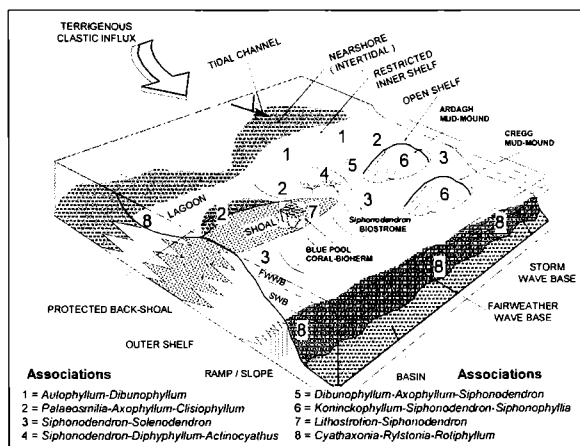 TERRIGENOUS
CLASTIC INFLUX
TIDAL CHANNEL
NEARSHORE
(INTERTIDAL)
RESTRICTED
INNER SHELF
OPEN SHELF
ARDAGH
MUD-MOUND
CREGG
MUD-MOUND
1
1
2
5
6
3
4
2
3
6
8
LAGOON
2
SHOAL
7
Siphonodendron
BIOSTROME
BLUE POOL
CORAL-BIOHERM
3
FWWB
SWB
8
8
8
STORM
WAVE BASE
FAIRWEATHER
WAVE BASE
PROTECTED BACK-SHOAL
OUTER SHELF
RAMP / SLOPE
BASIN
Associations
1 = Aulophyllum-Dibunophyllum
2 = Palaeosmilia-Axophyllum-Clisiophyllum
3 = Siphonodendron-Solenodendron
4 = Siphonodendron-Diphyphyllum-Actinocyathus
Associations
5 = Dibunophyllum-Axophyllum-Siphonodendron
6 = Koninckophyllum-Siphonodendron-Siphonophyllia
7 = Lithostrotion-Siphonodendron
8 = Cyathaxonia-Rylstonia-Rotiphyllum